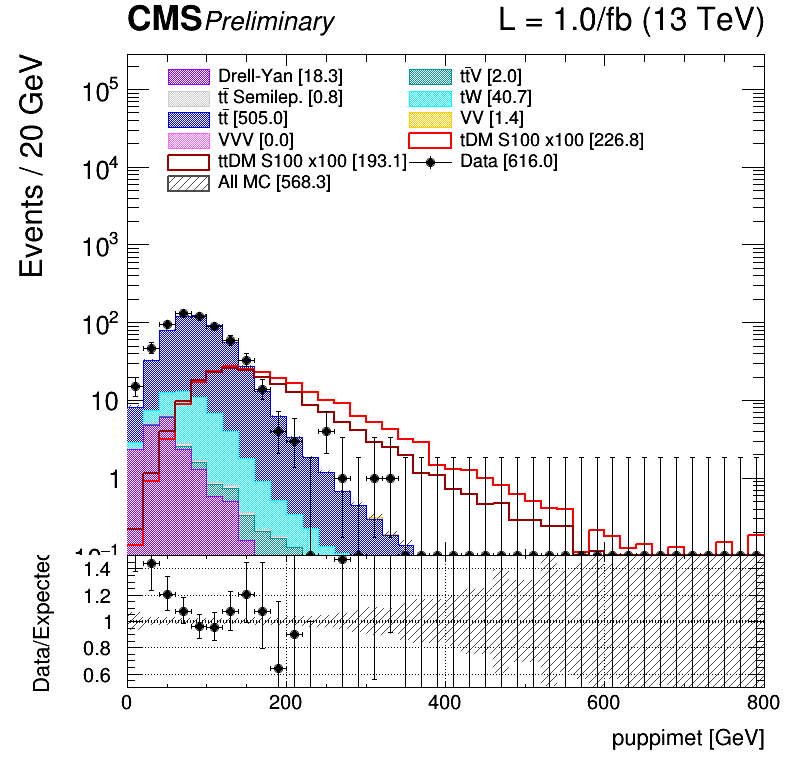 CMS Preliminary L = 1.0/fb (13 TeV)
Events / 20 GeV
Drell-Yan [18.3] tt̄V [2.0]
tt̄ Semilep. [0.8] tW [40.7]
tt̄ [505.0] VV [1.4]
VVV [0.0] tDM S100 x100 [226.8]
ttDM S100 x100 [193.1] Data [616.0]
All MC [568.3]
10⁵
10⁴
10³
10²
10
1
10⁻¹
Data/Expected
1.4
1.2
1
0.8
0.6
0 200 400 600 800
puppimet [GeV]